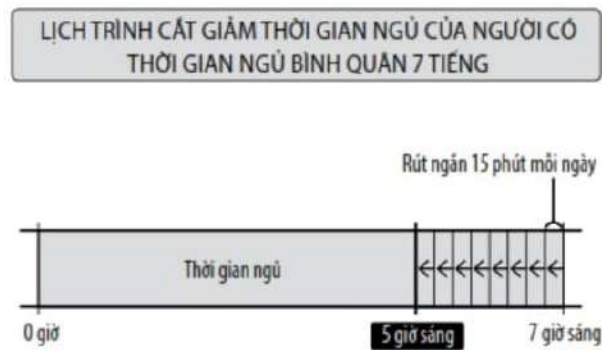 LỊCH TRÌNH CẮT GIẢM THỜI GIAN NGỦ CỦA NGƯỜI CÓ
THỜI GIAN NGỦ BÌNH QUÂN 7 TIẾNG
Rút ngắn 15 phút mỗi ngày
Thời gian ngủ
0 giờ
5 giờ sáng
7 giờ sáng